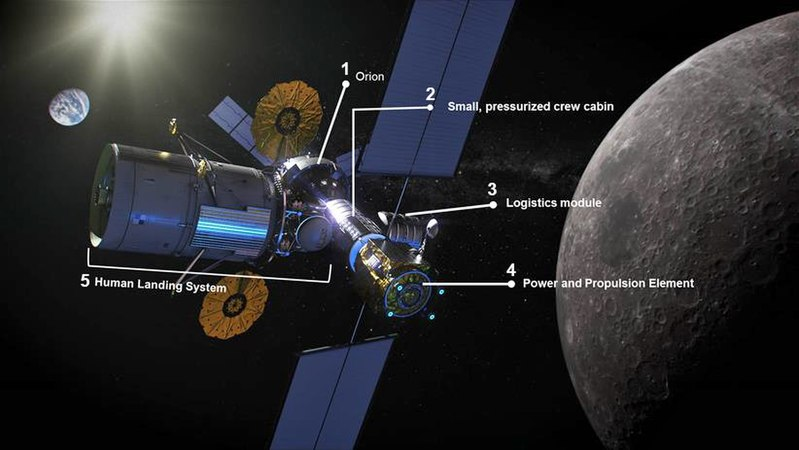 1 Orion
2 Small, pressurized crew cabin
3 Logistics module
4 Power and Propulsion Element
5 Human Landing System